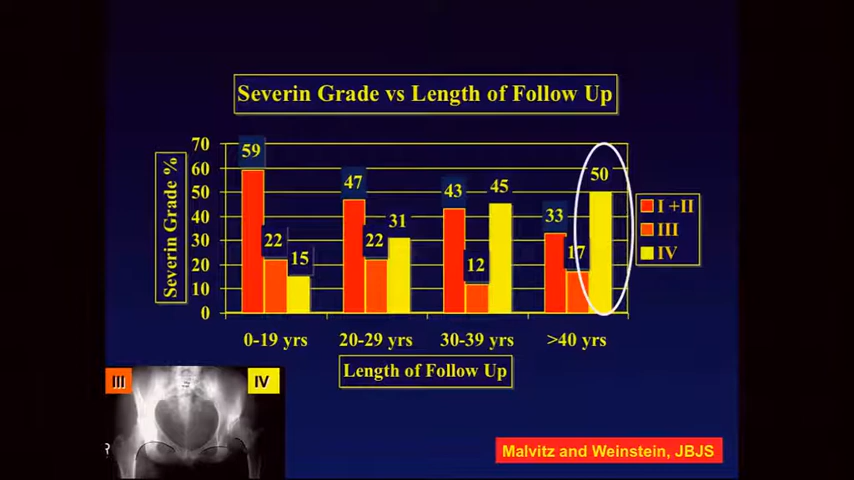 Severin Grade vs Length of Follow Up
Severin Grade %
70
60
50
40
30
20
10
0
59
22
15
47
22
31
43
12
45
33
17
50
0-19 yrs
20-29 yrs
30-39 yrs
>40 yrs
Length of Follow Up
I +II
III
IV
III
IV
R
Malvitz and Weinstein, JBJS